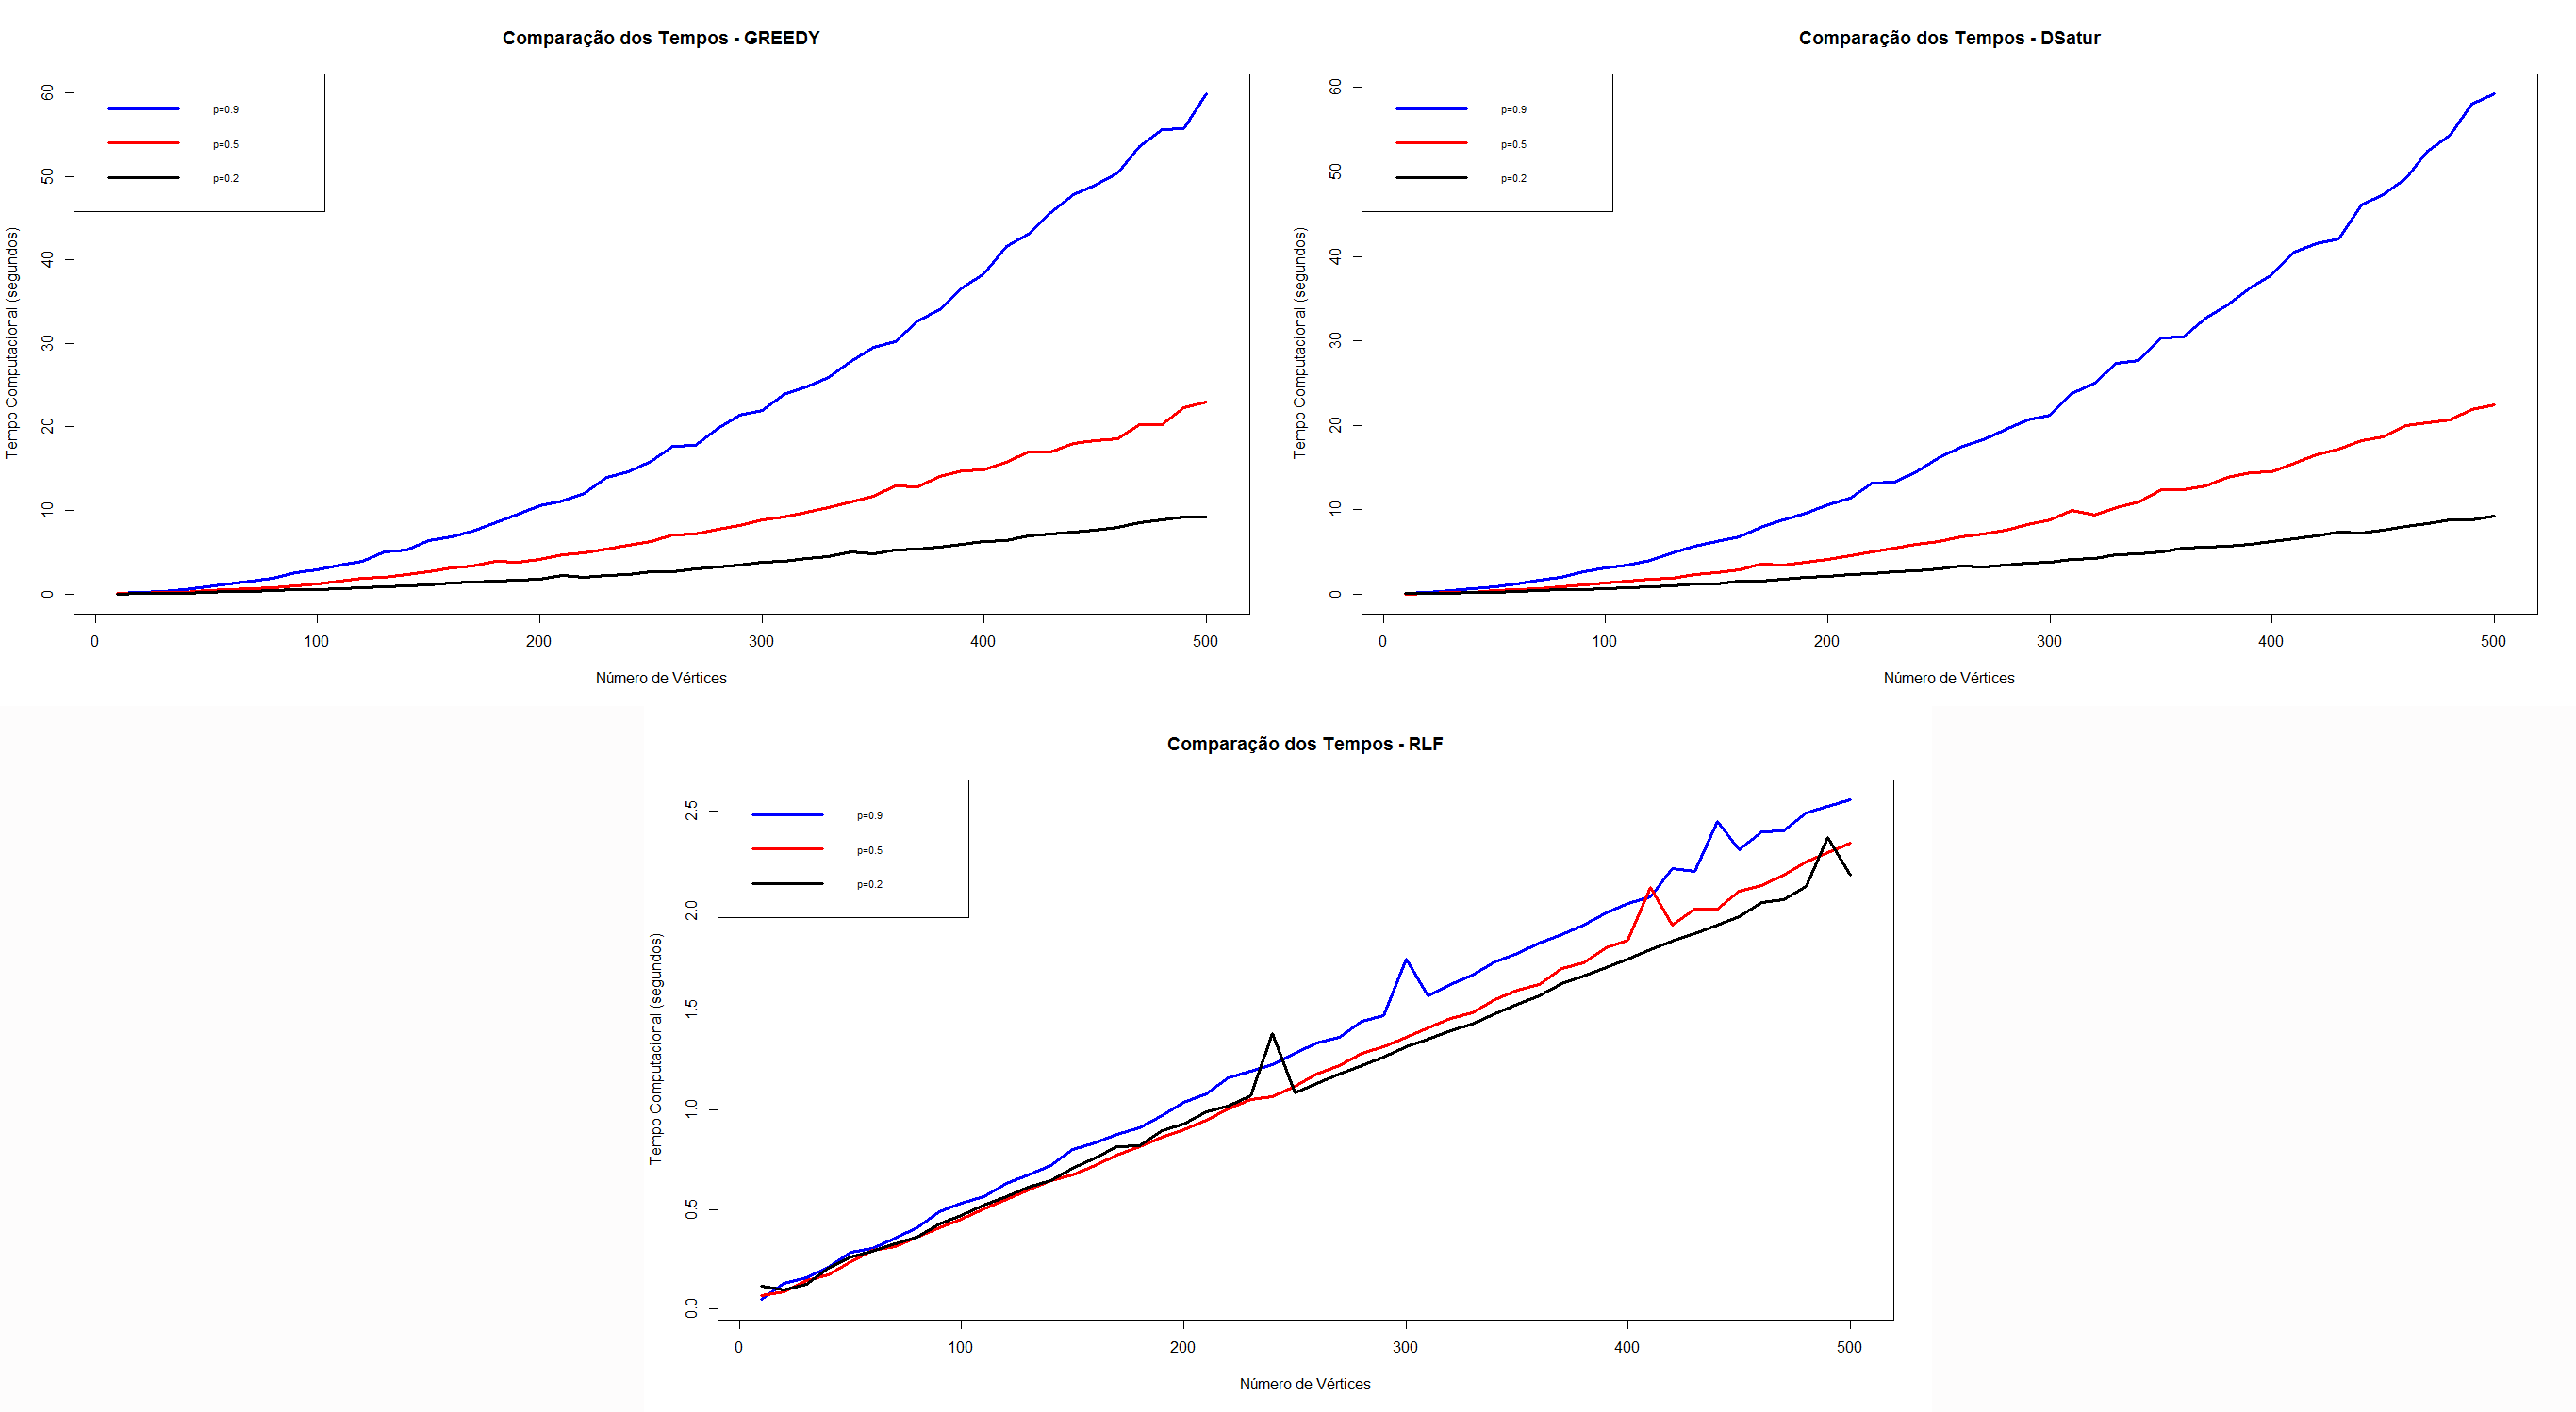 Comparação dos Tempos - GREEDY
p=0.9
p=0.5
p=0.2
Tempo Computacional (segundos)
0 10 20 30 40 50 60
0 100 200 300 400 500
Número de Vértices
Comparação dos Tempos - DSatur
p=0.9
p=0.5
p=0.2
Tempo Computacional (segundos)
0 10 20 30 40 50 60
0 100 200 300 400 500
Número de Vértices
Comparação dos Tempos - RLF
p=0.9
p=0.5
p=0.2
Tempo Computacional (segundos)
0.0 0.5 1.0 1.5 2.0 2.5
0 100 200 300 400 500
Número de Vértices